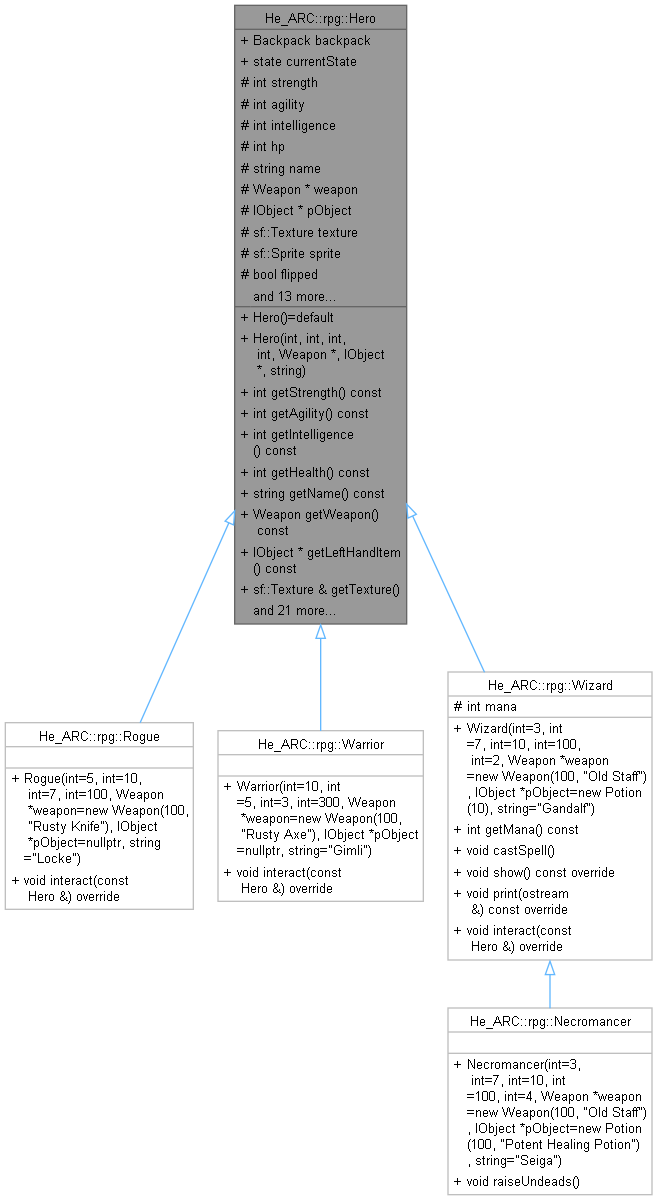 He_ARC::rpg::Hero
+ Backpack backpack
+ state currentState
# int strength
# int agility
# int intelligence
# int hp
# string name
# Weapon * weapon
# IObject * pObject
# sf::Texture texture
# sf::Sprite sprite
# bool flipped
and 13 more...
+ Hero()=default
+ Hero(int, int, int,
int, Weapon *, IObject
*, string)
+ int getStrength() const
+ int getAgility() const
+ int getIntelligence
() const
+ int getHealth() const
+ string getName() const
+ Weapon getWeapon()
const
+ IObject * getLeftHandItem
() const
+ sf::Texture & getTexture()
and 21 more...
He_ARC::rpg::Rogue
+ Rogue(int=5, int=10,
int=7, int=100, Weapon
*weapon=new Weapon(100,
"Rusty Knife"), IObject
*pObject=nullptr, string
="Locke")
+ void interact(const
Hero &) override
He_ARC::rpg::Warrior
+ Warrior(int=10, int
=5, int=3, int=300, Weapon
*weapon=new Weapon(100,
"Rusty Axe"), IObject *pObject
=nullptr, string="Gimli")
+ void interact(const
Hero &) override
He_ARC::rpg::Wizard
# int mana
+ Wizard(int=3, int
=7, int=10, int=100,
int=2, Weapon *weapon
=new Weapon(100, "Old Staff")
, IObject *pObject=new Potion
(10), string="Gandalf")
+ int getMana() const
+ void castSpell()
+ void show() const override
+ void print(ostream
&) const override
+ void interact(const
Hero &) override
He_ARC::rpg::Necromancer
+ Necromancer(int=3,
int=7, int=10, int
=100, int=4, Weapon *weapon
=new Weapon(100, "Old Staff")
, IObject *pObject=new Potion
(100, "Potent Healing Potion")
, string="Seiga")
+ void raiseUndeads()